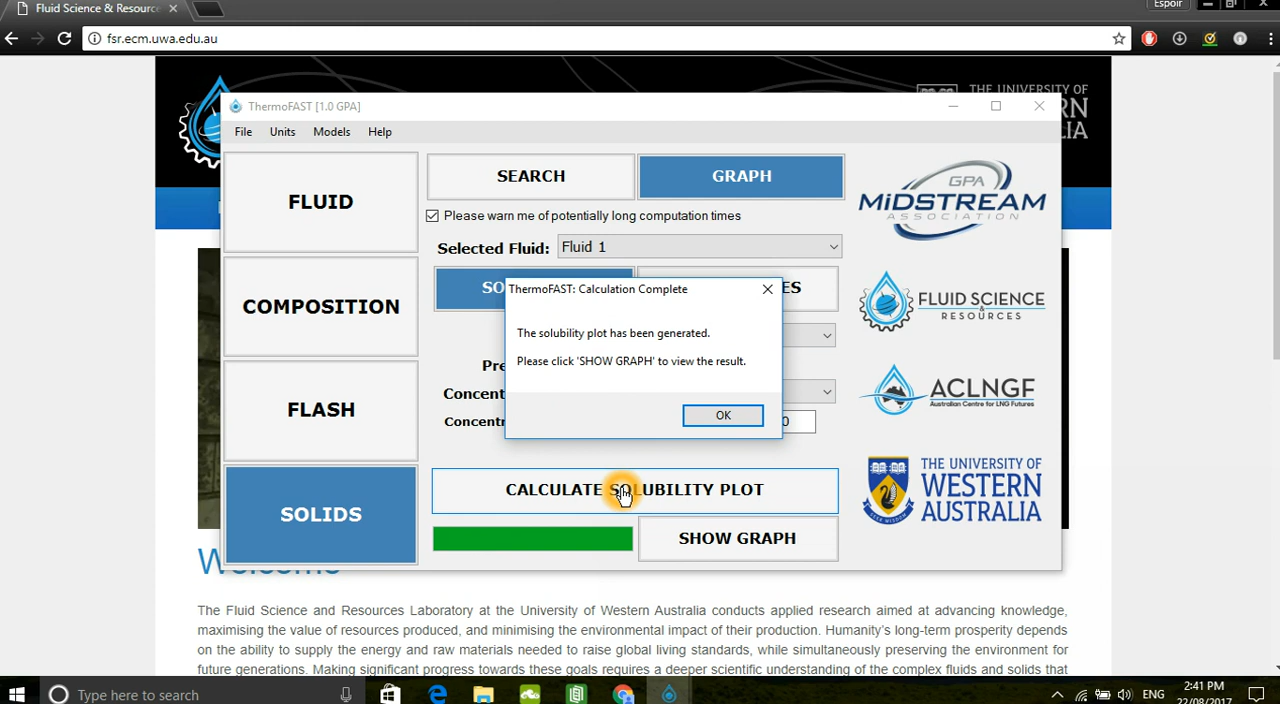 Fluid Science & Resource
Espoir
fsr.ecm.uwa.edu.au
THE UNIVERSITY OF
ThermoFAST [1.0 GPA]
File Units Models Help
FLUID
COMPOSITION
FLASH
SOLIDS
SEARCH
GRAPH
Please warn me of potentially long computation times
Selected Fluid: Fluid 1
ThermoFAST: Calculation Complete
The solubility plot has been generated.
Please click 'SHOW GRAPH' to view the result.
OK
CALCULATE SOLUBILITY PLOT
SHOW GRAPH
GPA
MiDSTREAM
ASSOCIATION
FLUID SCIENCE
& RESOURCES
ACLNGF
Australian Centre for LNG Futures
THE UNIVERSITY OF
WESTERN
AUSTRALIA
Welcome
The Fluid Science and Resources Laboratory at the University of Western Australia conducts applied research aimed at advancing knowledge,
maximising the value of resources produced, and minimising the environmental impact of their production. Humanity's long-term prosperity depends
on the ability to supply the energy and raw materials needed to raise global living standards, while simultaneously preserving the environment for
future generations. Making significant progress towards these goals requires a deeper scientific understanding of the complex fluids and solids that
Type here to search
ENG
2:41 PM
22/08/2017